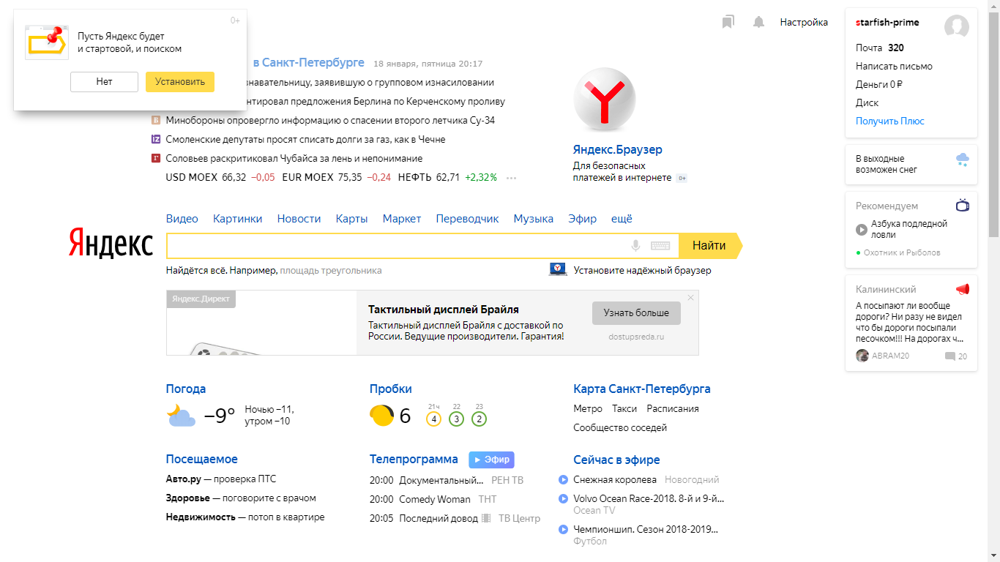 0+
Пусть Яндекс будет
и стартовой, и поиском
Нет
Установить
Настройка
в Санкт-Петербурге 18 января, пятница 20:17
знавательницу, заявившую о групповом изнасиловании
нтировал предложения Берлина по Керченскому проливу
Минобороны опровергло информацию о спасении второго летчика Су-34
Смоленские депутаты просят списать долги за газ, как в Чечне
Соловьев раскритиковал Чубайса за лень и непонимание
USD MOEX 66,32 −0,05 EUR MOEX 75,35 −0,24 НЕФТЬ 62,71 +2,32% ...
Яндекс.Браузер
Для безопасных
платежей в интернете 0+
starfish-prime
Почта 320
Написать письмо
Деньги 0 ₽
Диск
Получить Плюс
В выходные
возможен снег
Рекомендуем
Азбука подледной
ловли
Охотник и Рыболов
Калининский
А посыпают ли вообще
дороги? Ни разу не видел
что бы дороги посыпали
песочком!!! На дорогах ч...
ABRAM20 20
Видео Картинки Новости Карты Маркет Переводчик Музыка Эфир ещё
Яндекс
Найти
Найдётся всё. Например, площадь треугольника
Установите надёжный браузер
Яндекс.Директ
Тактильный дисплей Брайля
Тактильный дисплей Брайля с доставкой по
России. Ведущие производители. Гарантия!
Узнать больше
dostupsreda.ru
Погода
−9°
Ночью −11,
утром −10
Пробки
6
21ч 22 23
4 3 2
Карта Санкт-Петербурга
Метро Такси Расписания
Сообщество соседей
Посещаемое
Авто.ру — проверка ПТС
Здоровье — поговорите с врачом
Недвижимость — потоп в квартире
Телепрограмма Эфир
20:00 Документальный... РЕН ТВ
20:00 Comedy Woman ТНТ
20:05 Последний довод ТВ Центр
Сейчас в эфире
Снежная королева Новогодний
Volvo Ocean Race-2018. 8-й и 9-й...
Ocean TV
Чемпионшип. Сезон 2018-2019...
Футбол